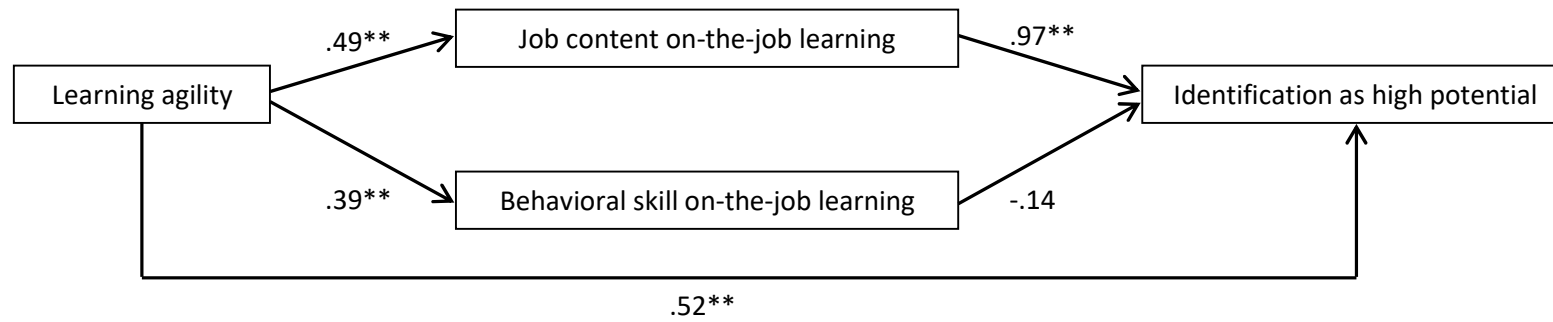 Job content on-the-job learning
.49**
.97**
Learning agility
Identification as high potential
.39**
Behavioral skill on-the-job learning
-.14
.52**